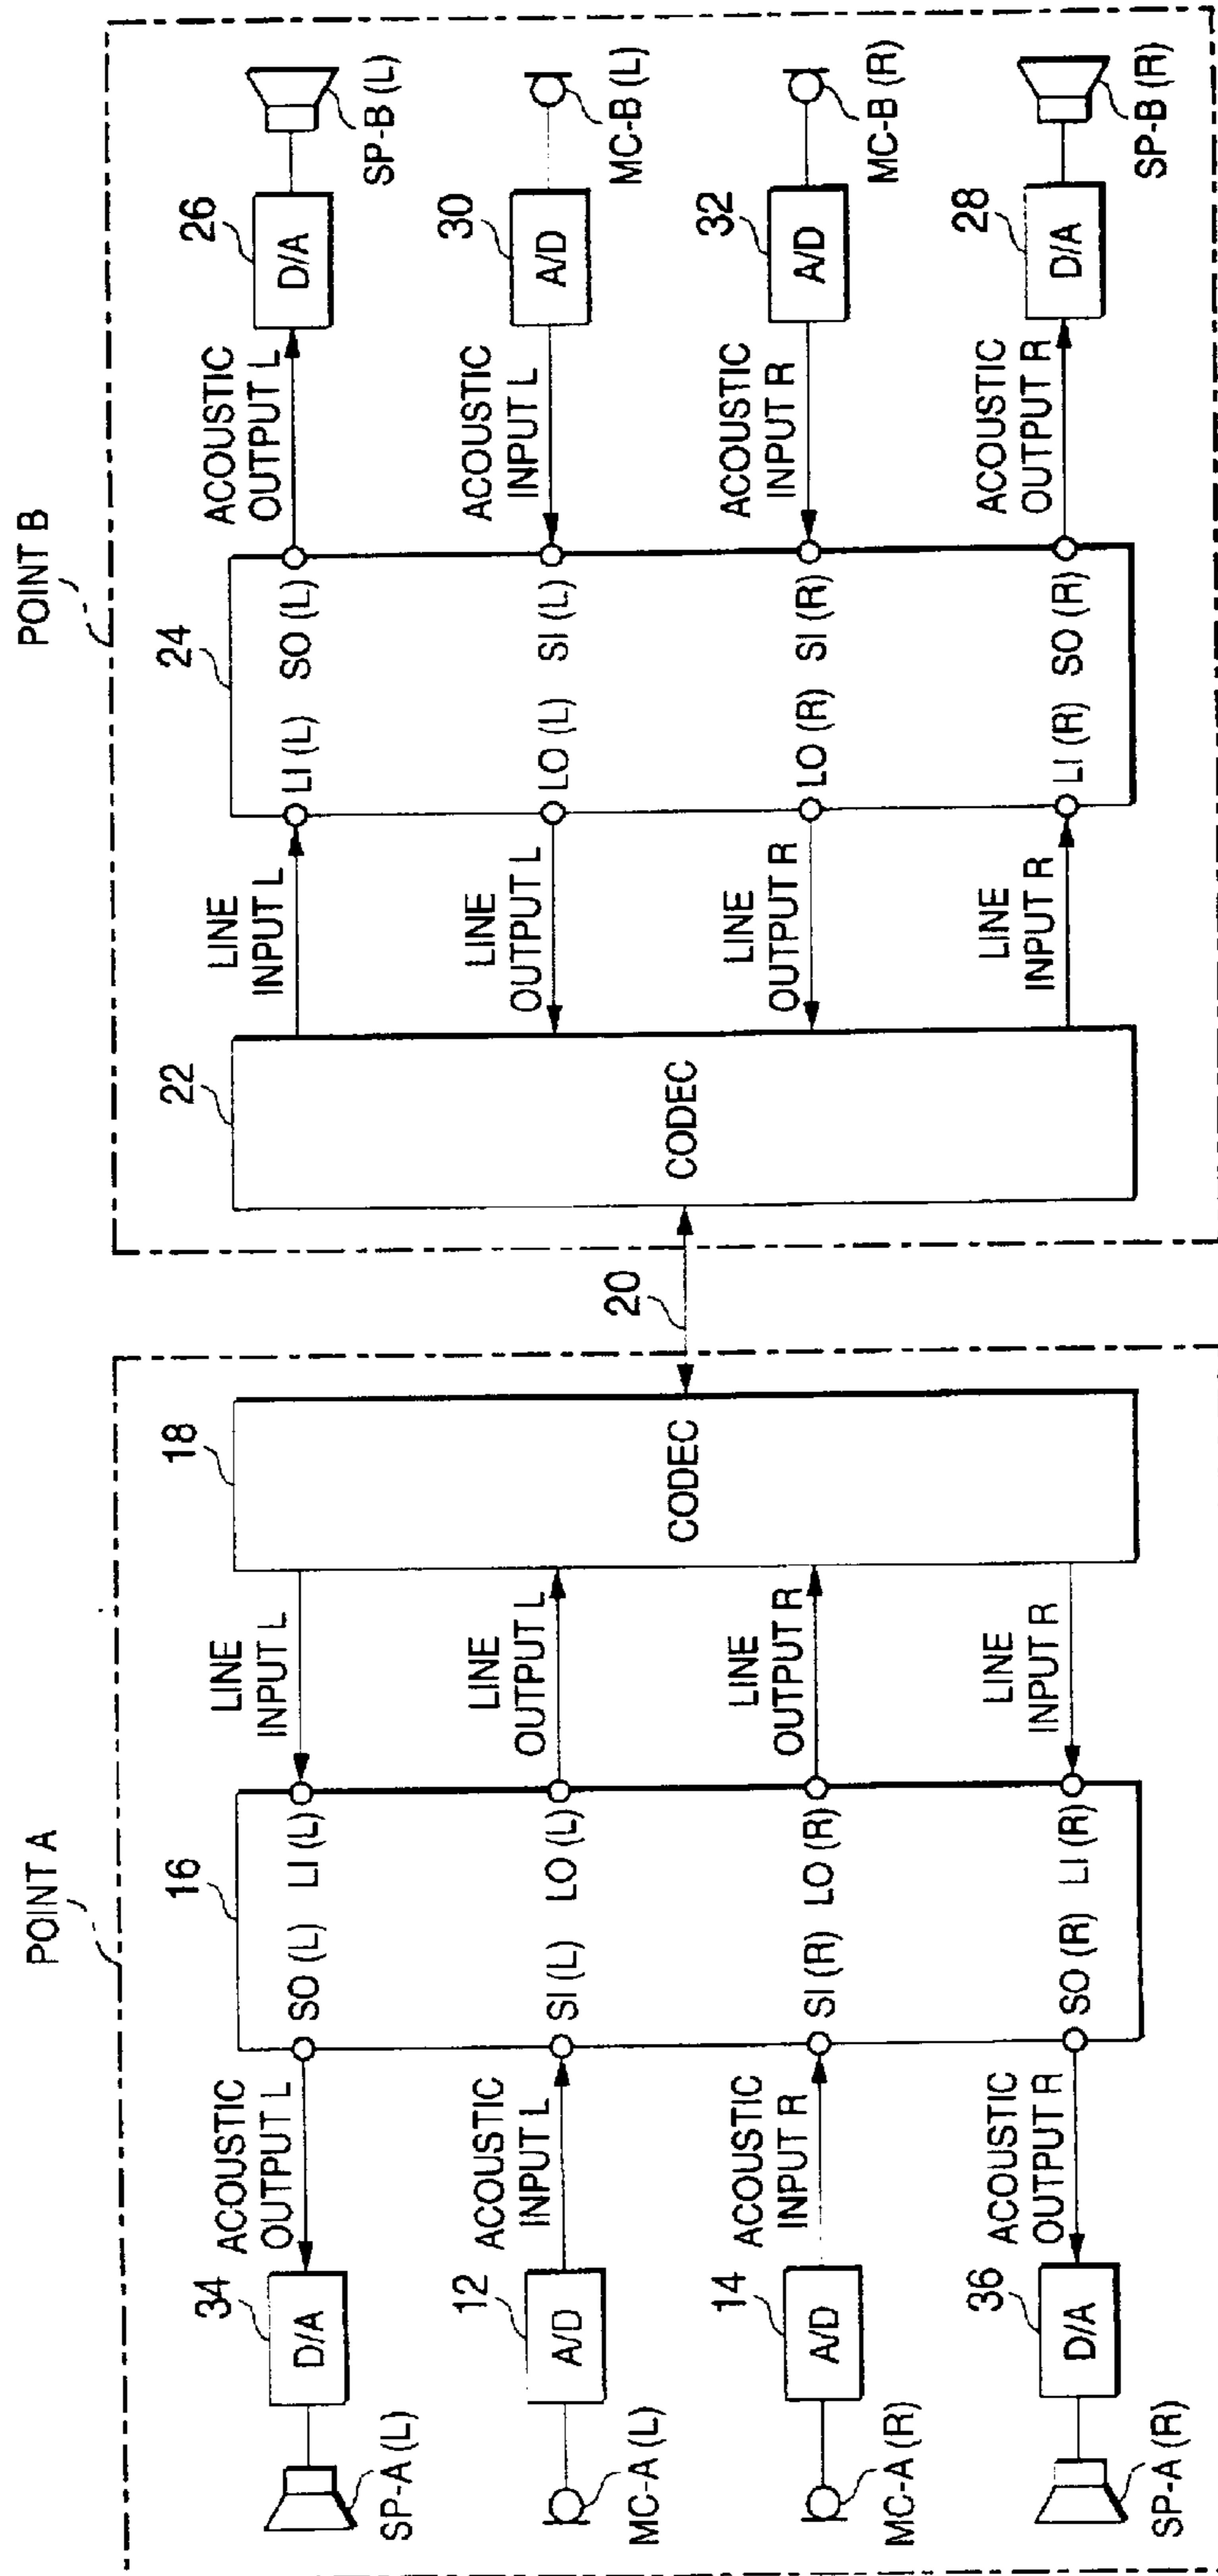 POINT A
16
18
34
D/A
SP-A (L)
ACOUSTIC
OUTPUT L
SO (L) LI (L)
LINE
INPUT L
12
A/D
MC-A (L)
ACOUSTIC
INPUT L
SI (L) LO (L)
LINE
OUTPUT L
14
A/D
MC-A (R)
ACOUSTIC
INPUT R
SI (R) LO (R)
LINE
OUTPUT R
36
D/A
SP-A (R)
ACOUSTIC
OUTPUT R
SO (R) LI (R)
LINE
INPUT R
CODEC
20
POINT B
22
CODEC
24
LINE
INPUT L
LI (L) SO (L)
ACOUSTIC
OUTPUT L
26
D/A
SP-B (L)
LINE
OUTPUT L
LO (L) SI (L)
ACOUSTIC
INPUT L
30
A/D
MC-B (L)
LINE
OUTPUT R
LO (R) SI (R)
ACOUSTIC
INPUT R
32
A/D
MC-B (R)
LINE
INPUT R
LI (R) SO (R)
ACOUSTIC
OUTPUT R
28
D/A
SP-B (R)